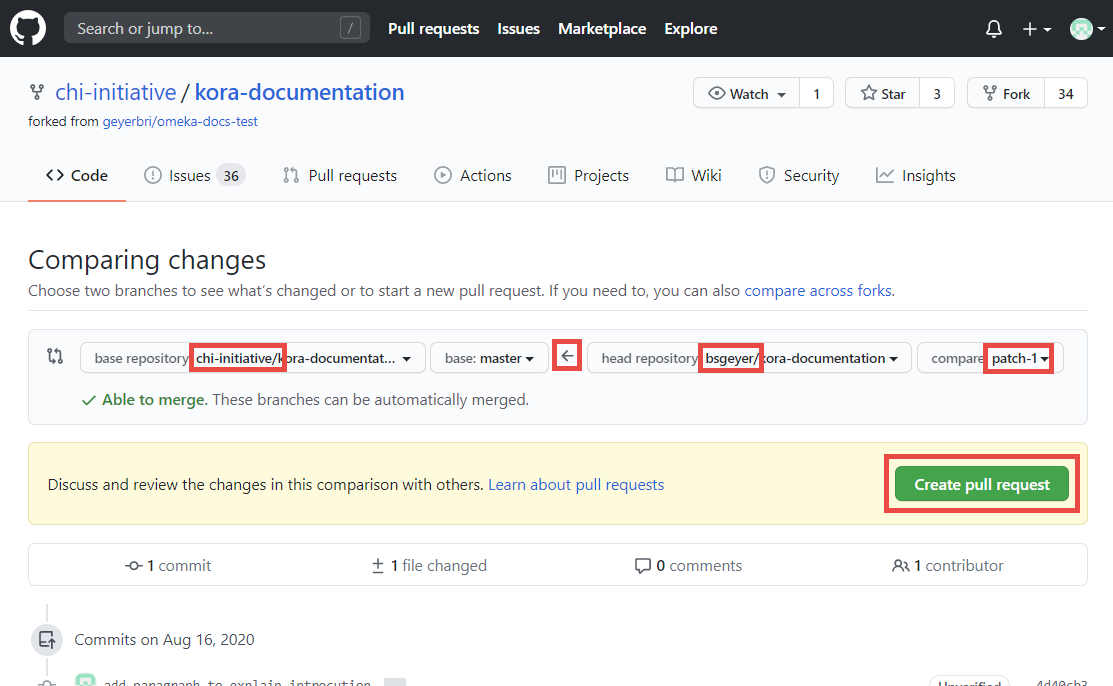 Search or jump to... / Pull requests Issues Marketplace Explore
chi-initiative / kora-documentation Watch 1 Star 3 Fork 34
forked from geyerbri/omeka-docs-test
Code Issues 36 Pull requests Actions Projects Wiki Security Insights
Comparing changes
Choose two branches to see what's changed or to start a new pull request. If you need to, you can also compare across forks.
base repository chi-initiative/kora-documentat... base: master head repository bsgeyer/kora-documentation compare patch-1
Able to merge. These branches can be automatically merged.
Discuss and review the changes in this comparison with others. Learn about pull requests Create pull request
1 commit 1 file changed 0 comments 1 contributor
Commits on Aug 16, 2020
add paragraph to explain introcution Unverified 4d40cb3